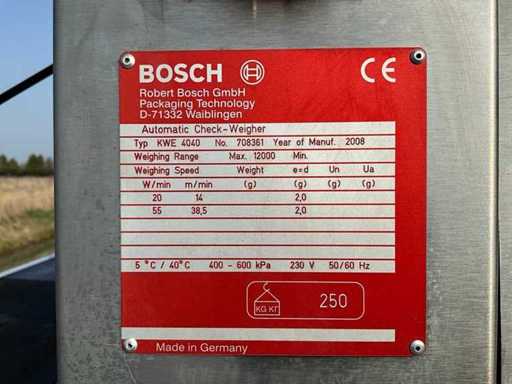 BOSCH
CE
Robert Bosch GmbH
Packaging Technology
D-71332 Waiblingen
Automatic Check-Weigher
Typ KWE 4040 No. 708361 Year of Manuf. 2008
Weighing Range Max. 12000 Min.
Weighing Speed Weight e=d Un Ua
W/min m/min (g) (g) (g) (g)
20 14 2,0
55 38,5 2,0
5 °C / 40°C 400 - 600 kPa 230 V 50/60 Hz
KG КГ 250
Made in Germany